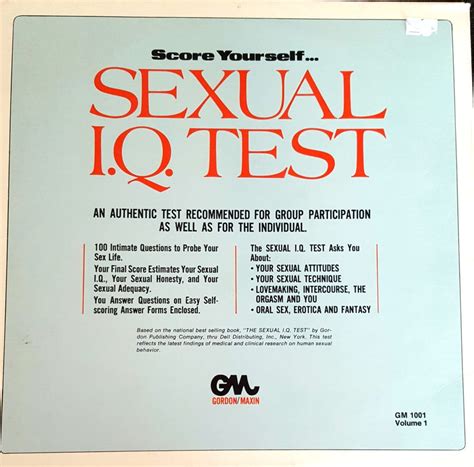 Score Yourself...
SEXUAL
I.Q. TEST
AN AUTHENTIC TEST RECOMMENDED FOR GROUP PARTICIPATION
AS WELL AS FOR THE INDIVIDUAL.
100 Intimate Questions to Probe Your
Sex Life.
Your Final Score Estimates Your Sexual
I.Q., Your Sexual Honesty, and Your
Sexual Adequacy.
You Answer Questions on Easy Self-
scoring Answer Forms Enclosed.
The SEXUAL I.Q. TEST Asks You
About:
• YOUR SEXUAL ATTITUDES
• YOUR SEXUAL TECHNIQUE
• LOVEMAKING, INTERCOURSE, THE
ORGASM AND YOU
• ORAL SEX, EROTICA AND FANTASY
Based on the national best selling book, "THE SEXUAL I.Q. TEST" by Gor-
don Publishing Company, thru Dell Distributing, Inc., New York. This test
reflects the latest findings of medical and clinical research on human sexual
behavior.
GM
GORDON/MAXIN
GM 1001
Volume 1